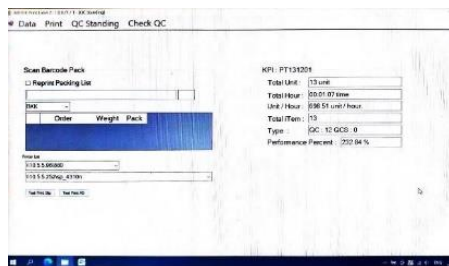 Data Print QC Standing Check QC
Scan Barcode Pack
Reprint Packing List
BKK
Order Weight Pack
KPI : PT131201
Total Unit : 13 unit
Total Hour : 00:01:07 time
Unit / Hour : 698.51 unit / hour
Total /Tem : 13
Type : QC : 12 QCS : 0
Performance Percent : 232.84 %